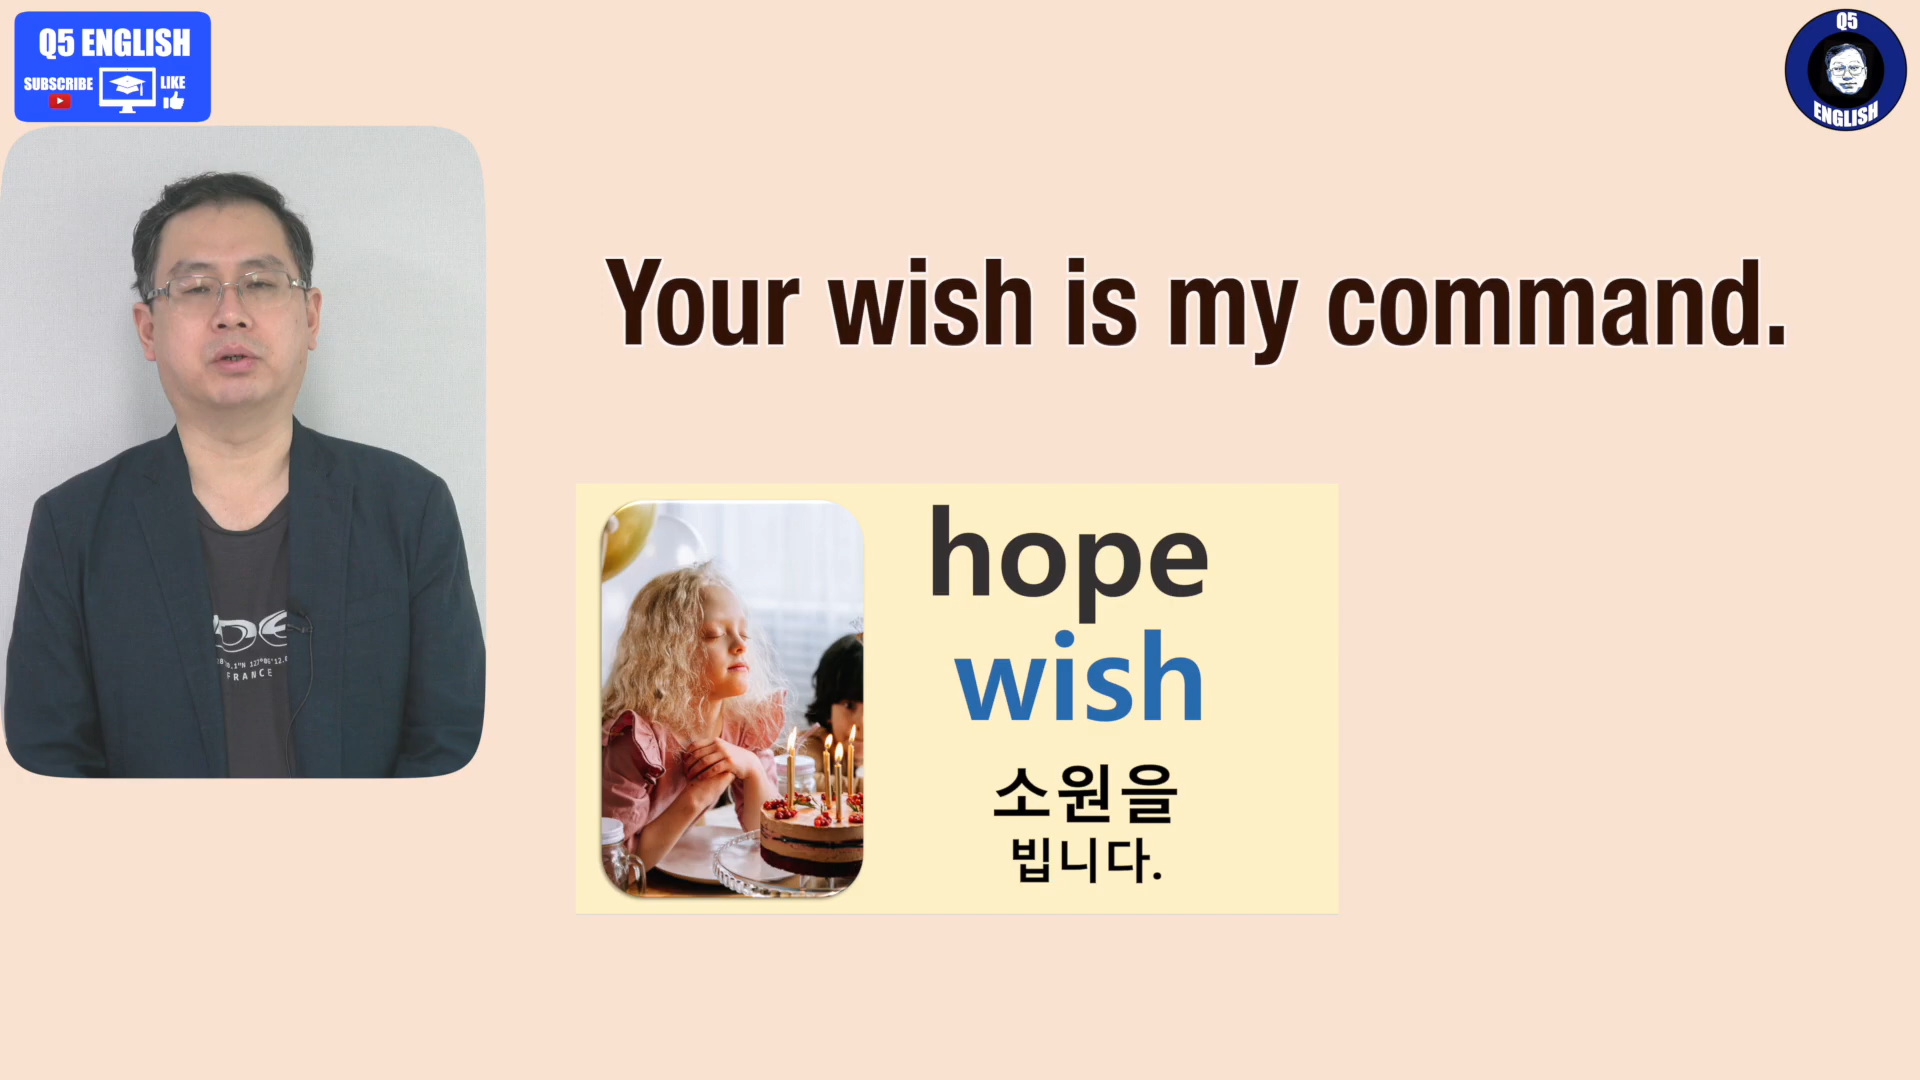 Q5 ENGLISH
SUBSCRIBE
LIKE
Q5
ENGLISH
Your wish is my command.
FRANCE
hope
wish
소원을
빕니다.